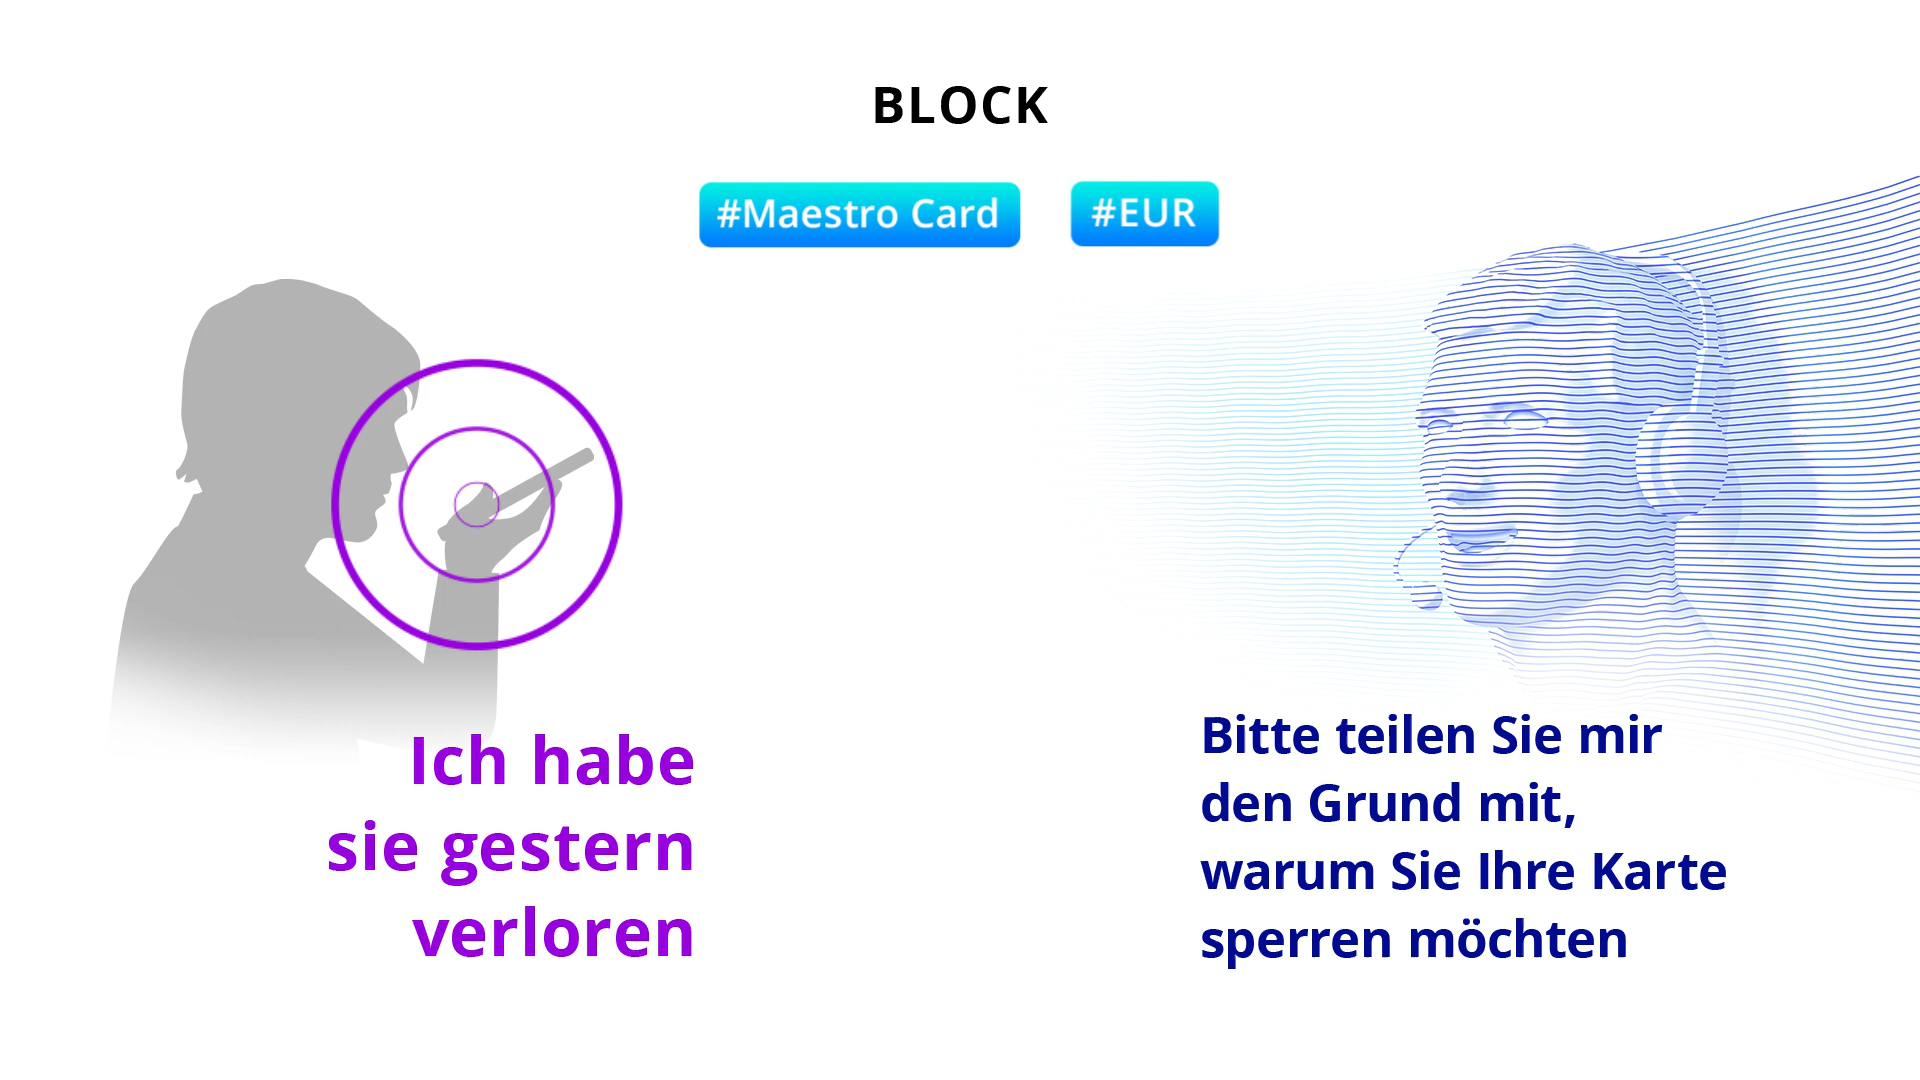 BLOCK
#Maestro Card #EUR
Ich habe
sie gestern
verloren
Bitte teilen Sie mir
den Grund mit,
warum Sie Ihre Karte
sperren möchten